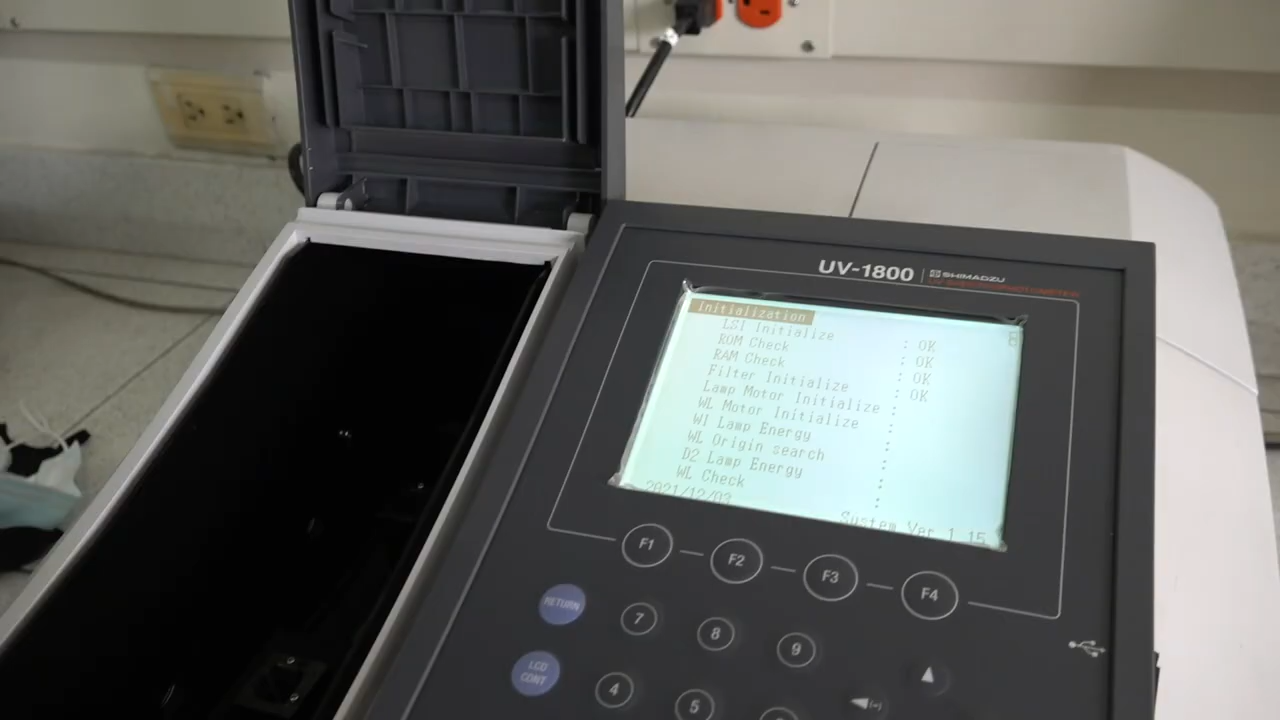 UV-1800 SHIMADZU
UV SPECTROPHOTOMETER
Initialization
LSI Initialize : OK
ROM Check : OK
RAM Check : OK
Filter Initialize : OK
Lamp Motor Initialize :
WL Motor Initialize :
WI Lamp Energy :
WL Origin search :
D2 Lamp Energy :
WL Check :
2021/12/03
System Ver 1.15
F1 F2 F3 F4
RETURN 7 8 9
LCD CONT 4 5